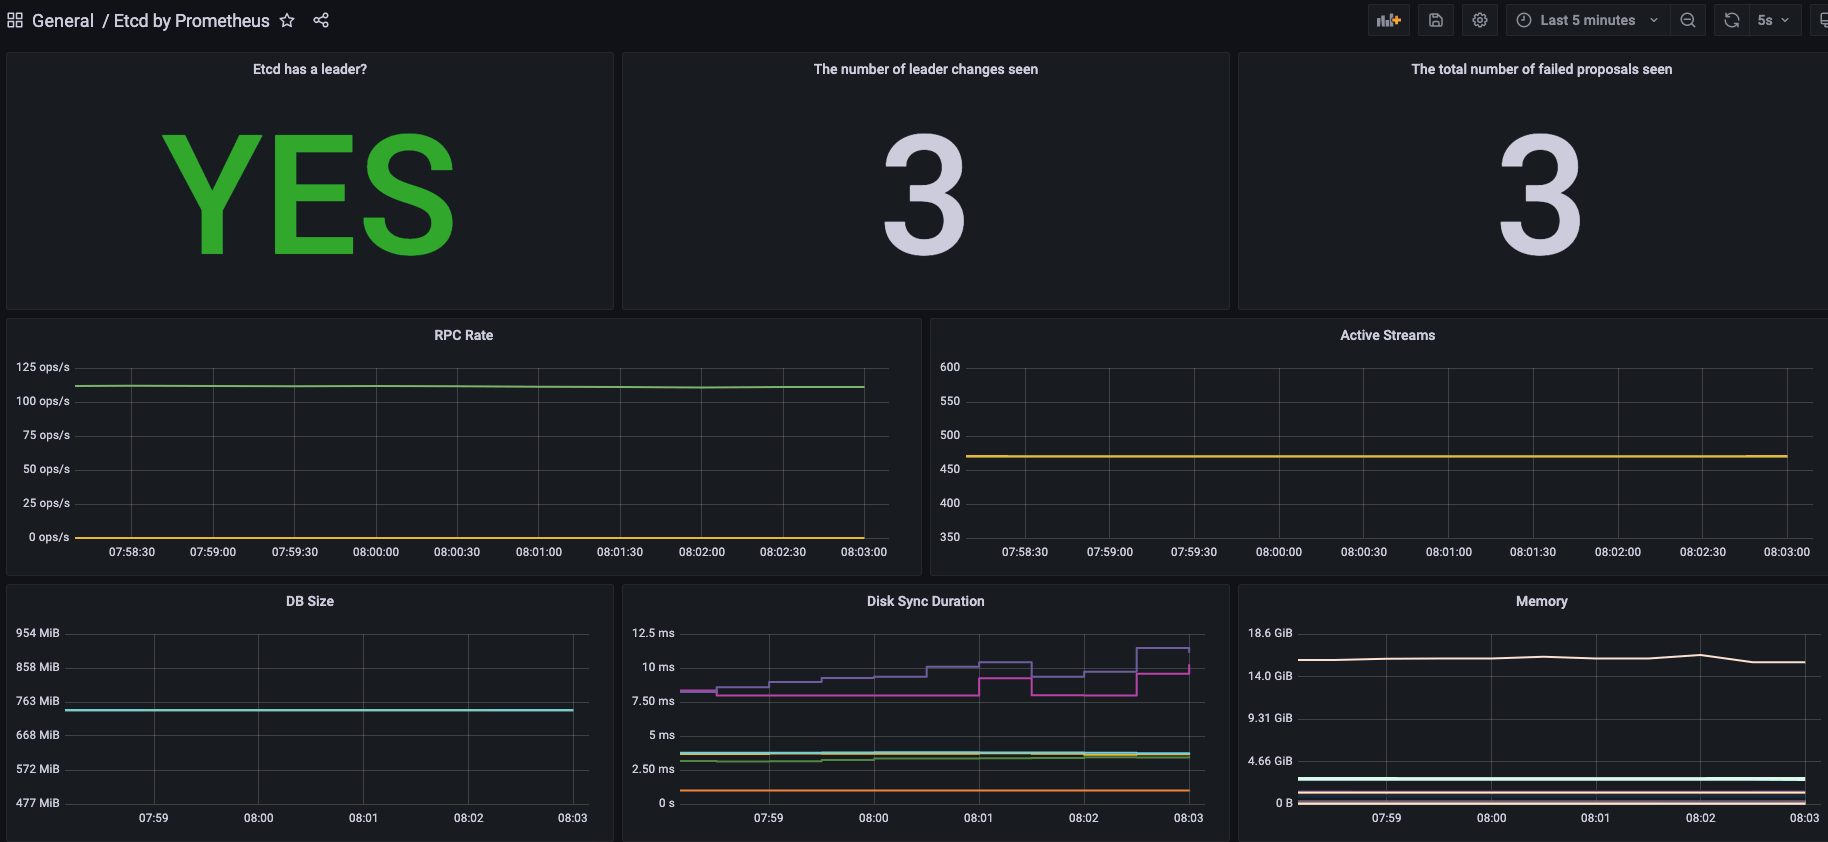 General / Etcd by Prometheus
Last 5 minutes
5s
Etcd has a leader?
YES
The number of leader changes seen
3
The total number of failed proposals seen
3
RPC Rate
125 ops/s
100 ops/s
75 ops/s
50 ops/s
25 ops/s
0 ops/s
07:58:30 07:59:00 07:59:30 08:00:00 08:00:30 08:01:00 08:01:30 08:02:00 08:02:30 08:03:00
Active Streams
600
550
500
450
400
350
07:58:30 07:59:00 07:59:30 08:00:00 08:00:30 08:01:00 08:01:30 08:02:00 08:02:30 08:03:00
DB Size
954 MiB
858 MiB
763 MiB
668 MiB
572 MiB
477 MiB
07:59 08:00 08:01 08:02 08:03
Disk Sync Duration
12.5 ms
10 ms
7.50 ms
5 ms
2.50 ms
0 s
07:59 08:00 08:01 08:02 08:03
Memory
18.6 GiB
14.0 GiB
9.31 GiB
4.66 GiB
0 B
07:59 08:00 08:01 08:02 08:03